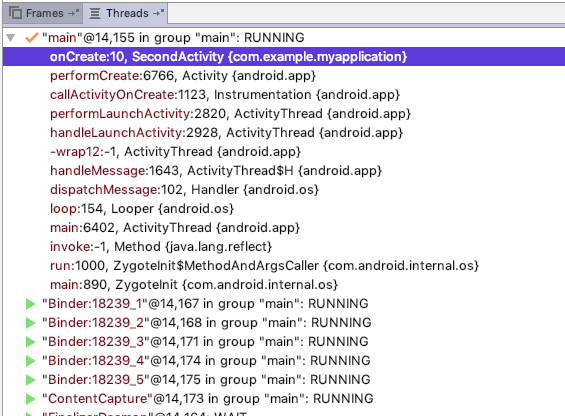 Frames Threads
"main"@14,155 in group "main": RUNNING
onCreate:10, SecondActivity {com.example.myapplication}
performCreate:6766, Activity {android.app}
callActivityOnCreate:1123, Instrumentation {android.app}
performLaunchActivity:2820, ActivityThread {android.app}
handleLaunchActivity:2928, ActivityThread {android.app}
-wrap12:-1, ActivityThread {android.app}
handleMessage:1643, ActivityThread$H {android.app}
dispatchMessage:102, Handler {android.os}
loop:154, Looper {android.os}
main:6402, ActivityThread {android.app}
invoke:-1, Method {java.lang.reflect}
run:1000, ZygoteInit$MethodAndArgsCaller {com.android.internal.os}
main:890, ZygoteInit {com.android.internal.os}
"Binder:18239_1"@14,167 in group "main": RUNNING
"Binder:18239_2"@14,168 in group "main": RUNNING
"Binder:18239_3"@14,171 in group "main": RUNNING
"Binder:18239_4"@14,174 in group "main": RUNNING
"Binder:18239_5"@14,175 in group "main": RUNNING
"ContentCapture"@14,173 in group "main": RUNNING
"FinalizerDaemon"@14,164: WAIT